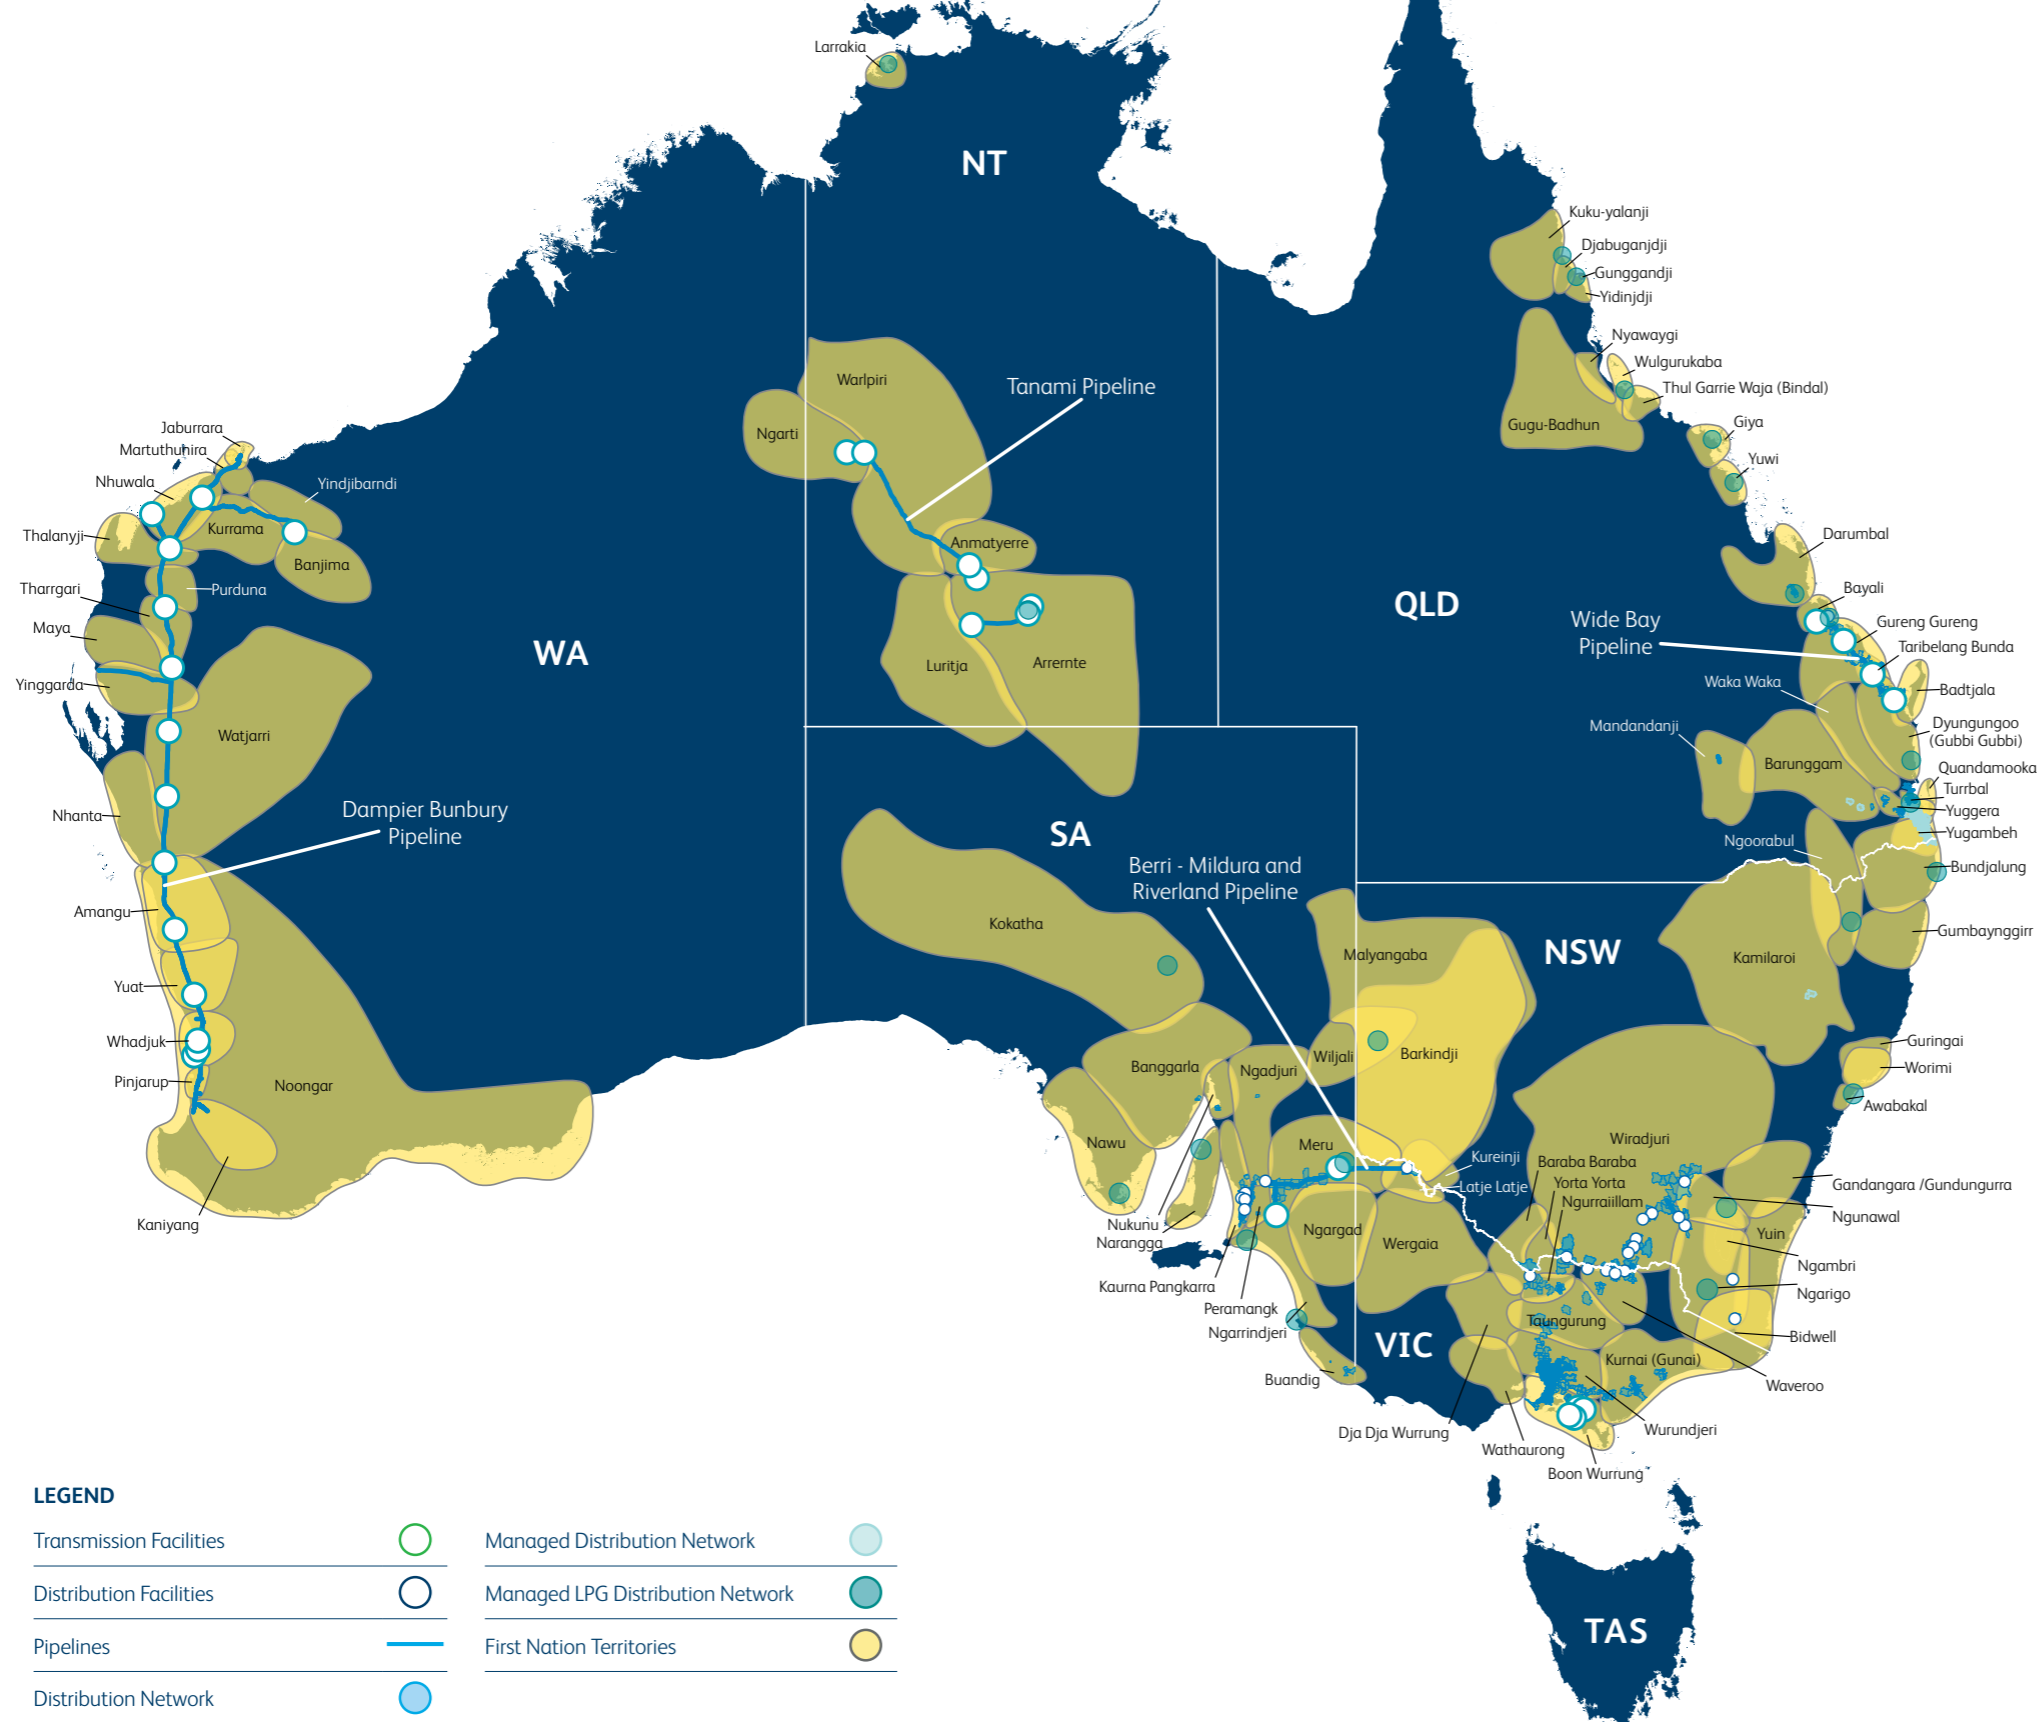 Larrakia
NT
Kuku-yalanji
Djabuganjdji
Gunggandji
Yidinjdji
Nyawaygi
Wulgurukaba
Thul Garrie Waja (Bindal)
Gugu-Badhun
Giya
Yuwi
Warlpiri
Tanami Pipeline
Ngarti
Anmatyerre
Luritja
Arrernte
Jaburrara
Martuthunira
Nhuwala
Yindjibarndi
Thalanyji
Kurrama
Banjima
Tharrgari
Purduna
Maya
Yinggarda
WA
Watjarri
Nhanta
Dampier Bunbury
Pipeline
Amangu
Yuat
Whadjuk
Pinjarup
Noongar
Kaniyang
QLD
Darumbal
Bayali
Wide Bay
Pipeline
Gureng Gureng
Taribelang Bunda
Waka Waka
Badtjala
Mandandanji
Dyungungoo
(Gubbi Gubbi)
Barunggam
Quandamooka
Turrbal
Yuggera
Yugambeh
Ngoorabul
Bundjalung
Gumbaynggirr
SA
Berri - Mildura and
Riverland Pipeline
Kokatha
Malyangaba
NSW
Kamilaroi
Banggarla
Ngadjuri
Wiljali
Barkindji
Guringai
Worimi
Awabakal
Nawu
Meru
Kureinji
Latje Latje
Wiradjuri
Baraba Baraba
Yorta Yorta
Ngurraiillam
Gandangara /Gundungurra
Ngunawal
Yuin
Ngambri
Ngarigo
Bidwell
Nukunu
Narangga
Kaurna Pangkarra
Peramangk
Ngarrindjeri
Buandig
Ngargad
Wergaia
VIC
Taungurung
Kurnai (Gunai)
Waveroo
Wurundjeri
Dja Dja Wurrung
Wathaurong
Boon Wurrung
TAS
LEGEND
Transmission Facilities
Distribution Facilities
Pipelines
Distribution Network
Managed Distribution Network
Managed LPG Distribution Network
First Nation Territories